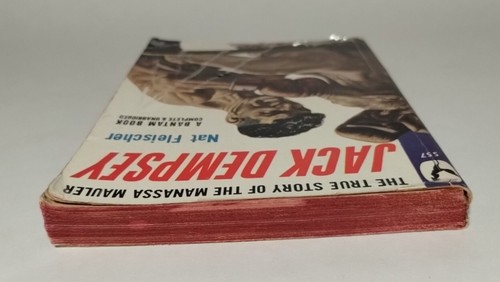 557
THE TRUE STORY OF THE MANASSA MAULER
JACK DEMPSEY
Nat Fleischer
A BANTAM BOOK
COMPLETE & UNABRIDGED